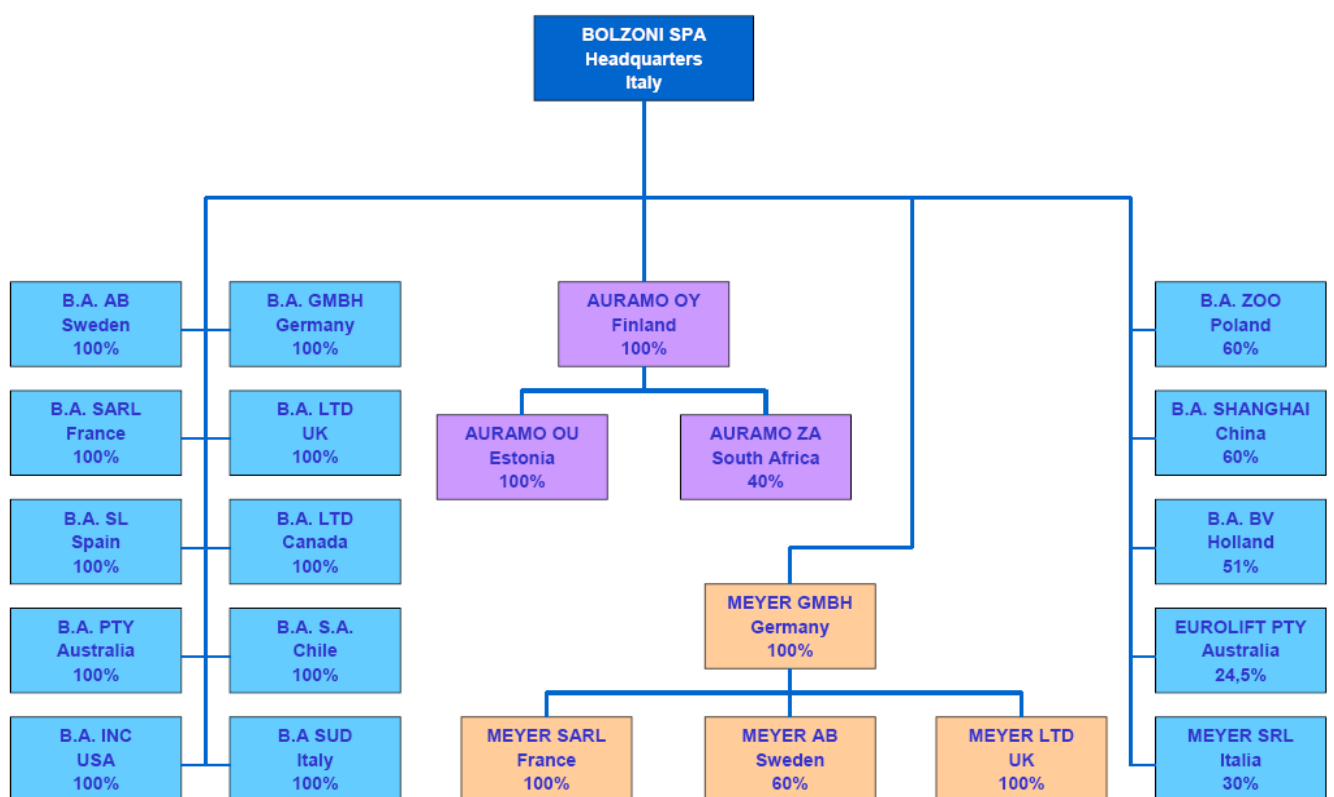 BOLZONI SPA
Headquarters
Italy
B.A. AB
Sweden
100%
B.A. GMBH
Germany
100%
AURAMO OY
Finland
100%
B.A. ZOO
Poland
60%
B.A. SARL
France
100%
B.A. LTD
UK
100%
AURAMO OU
Estonia
100%
AURAMO ZA
South Africa
40%
B.A. SHANGHAI
China
60%
B.A. SL
Spain
100%
B.A. LTD
Canada
100%
B.A. BV
Holland
51%
MEYER GMBH
Germany
100%
B.A. PTY
Australia
100%
B.A. S.A.
Chile
100%
EUROLIFT PTY
Australia
24,5%
B.A. INC
USA
100%
B.A SUD
Italy
100%
MEYER SARL
France
100%
MEYER AB
Sweden
60%
MEYER LTD
UK
100%
MEYER SRL
Italia
30%